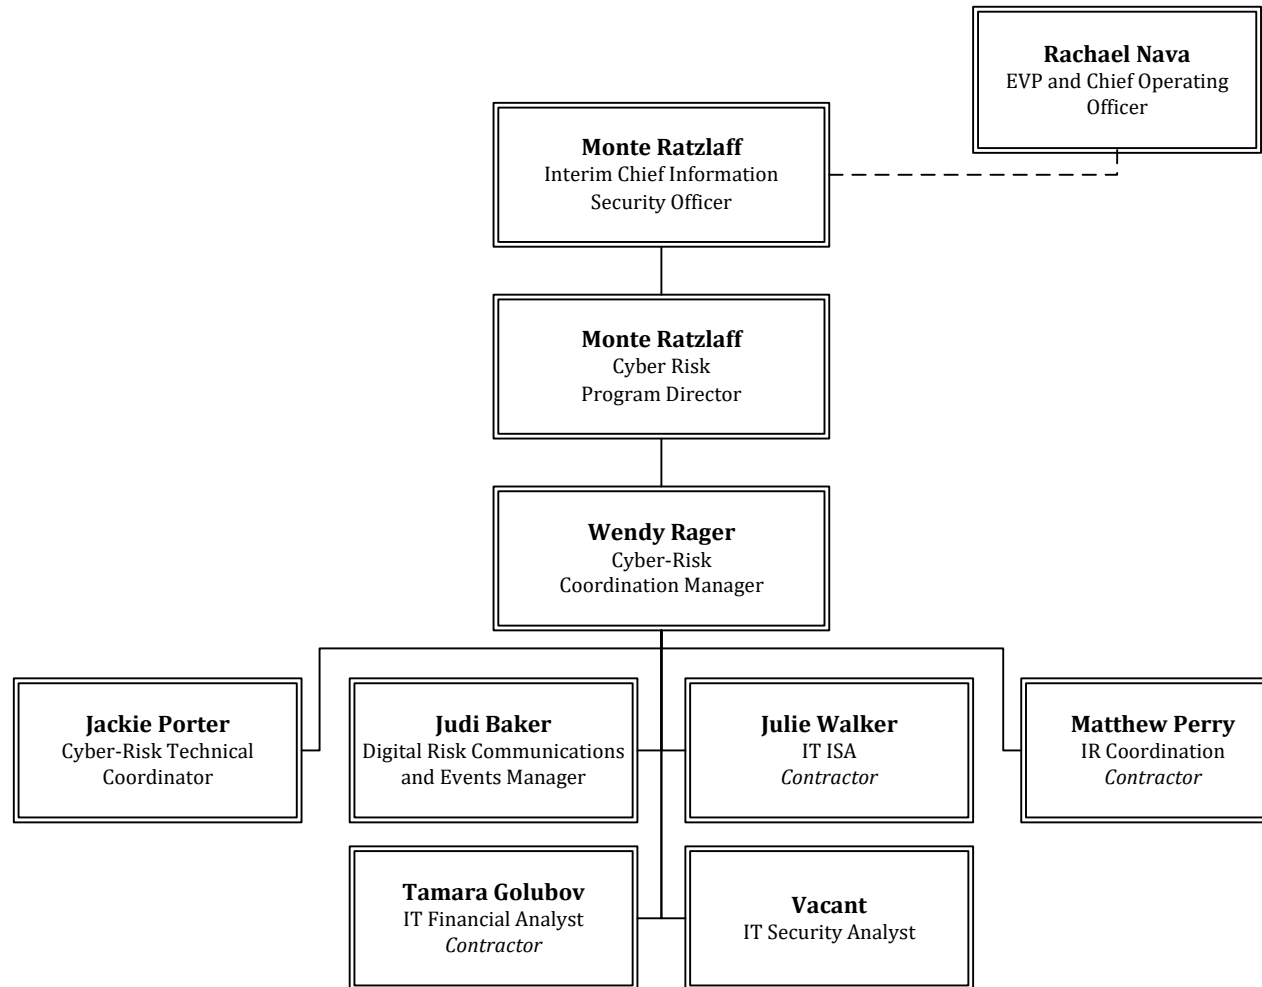 Rachael Nava
EVP and Chief Operating
Officer
Monte Ratzlaff
Interim Chief Information
Security Officer
Monte Ratzlaff
Cyber Risk
Program Director
Wendy Rager
Cyber-Risk
Coordination Manager
Jackie Porter
Cyber-Risk Technical
Coordinator
Judi Baker
Digital Risk Communications
and Events Manager
Julie Walker
IT ISA
Contractor
Matthew Perry
IR Coordination
Contractor
Tamara Golubov
IT Financial Analyst
Contractor
Vacant
IT Security Analyst